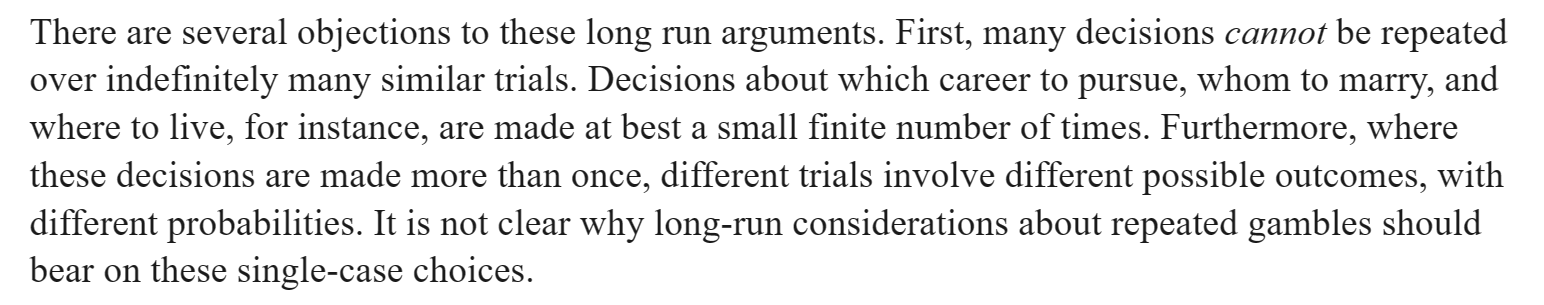 There are several objections to these long run arguments. First, many decisions cannot be repeated
over indefinitely many similar trials. Decisions about which career to pursue, whom to marry, and
where to live, for instance, are made at best a small finite number of times. Furthermore, where
these decisions are made more than once, different trials involve different possible outcomes, with
different probabilities. It is not clear why long-run considerations about repeated gambles should
bear on these single-case choices.